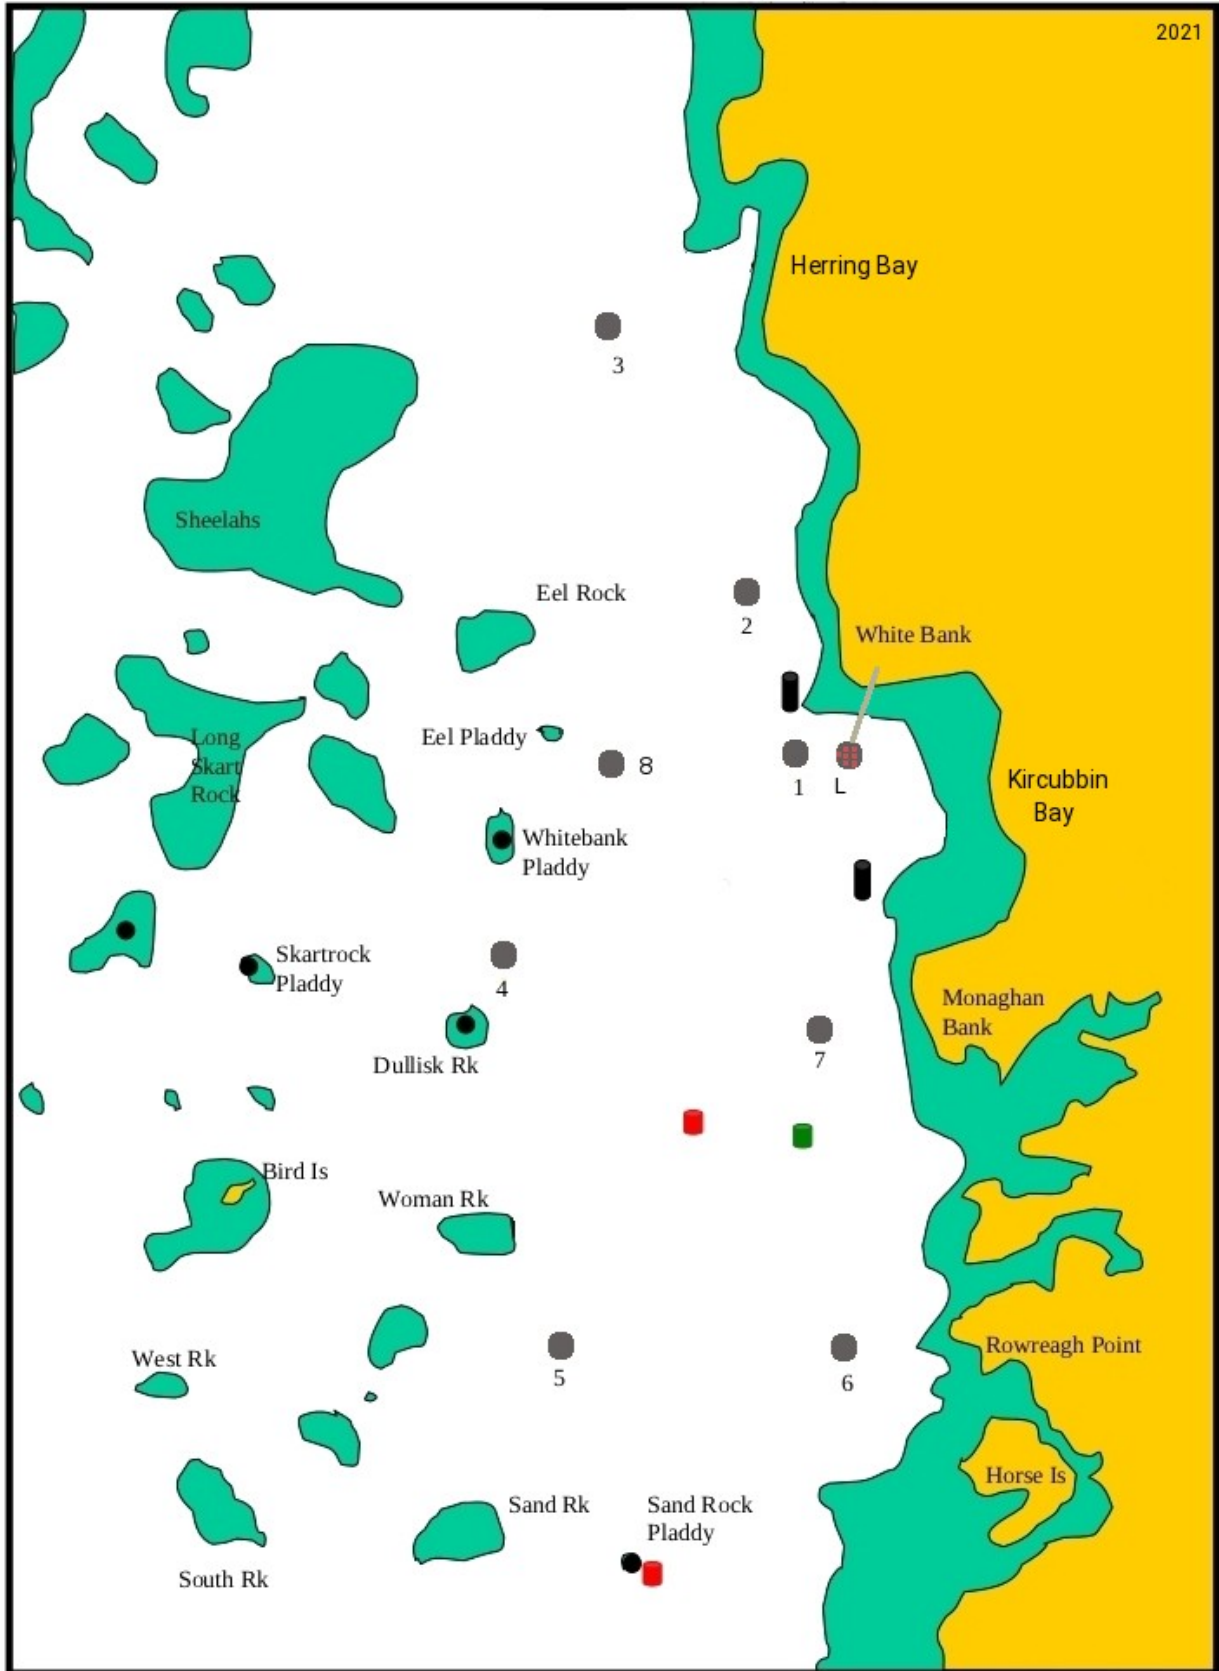 2021
Herring Bay
3
Sheelahs
Eel Rock
2
White Bank
Long
Skart
Rock
Eel Pladdy
8
1
L
Kircubbin
Bay
Whitebank
Pladdy
Skartrock
Pladdy
4
Monaghan
Bank
7
Dullisk Rk
Bird Is
Woman Rk
West Rk
5
6
Rowreagh Point
Horse Is
Sand Rk
Sand Rock
Pladdy
South Rk